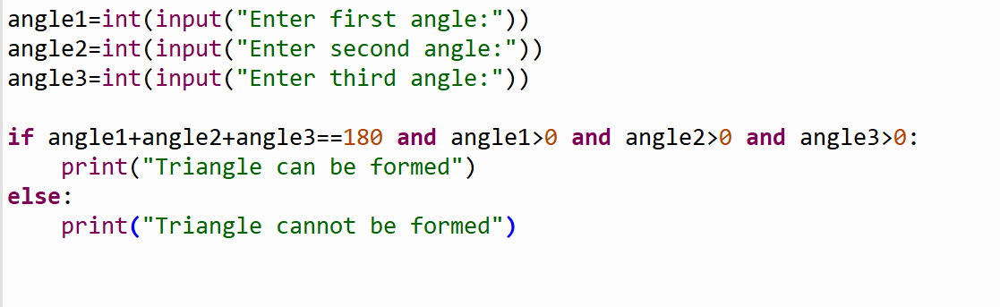 angle1=int(input("Enter first angle:"))
angle2=int(input("Enter second angle:"))
angle3=int(input("Enter third angle:"))
if angle1+angle2+angle3==180 and angle1>0 and angle2>0 and angle3>0:
    print("Triangle can be formed")
else:
    print("Triangle cannot be formed")